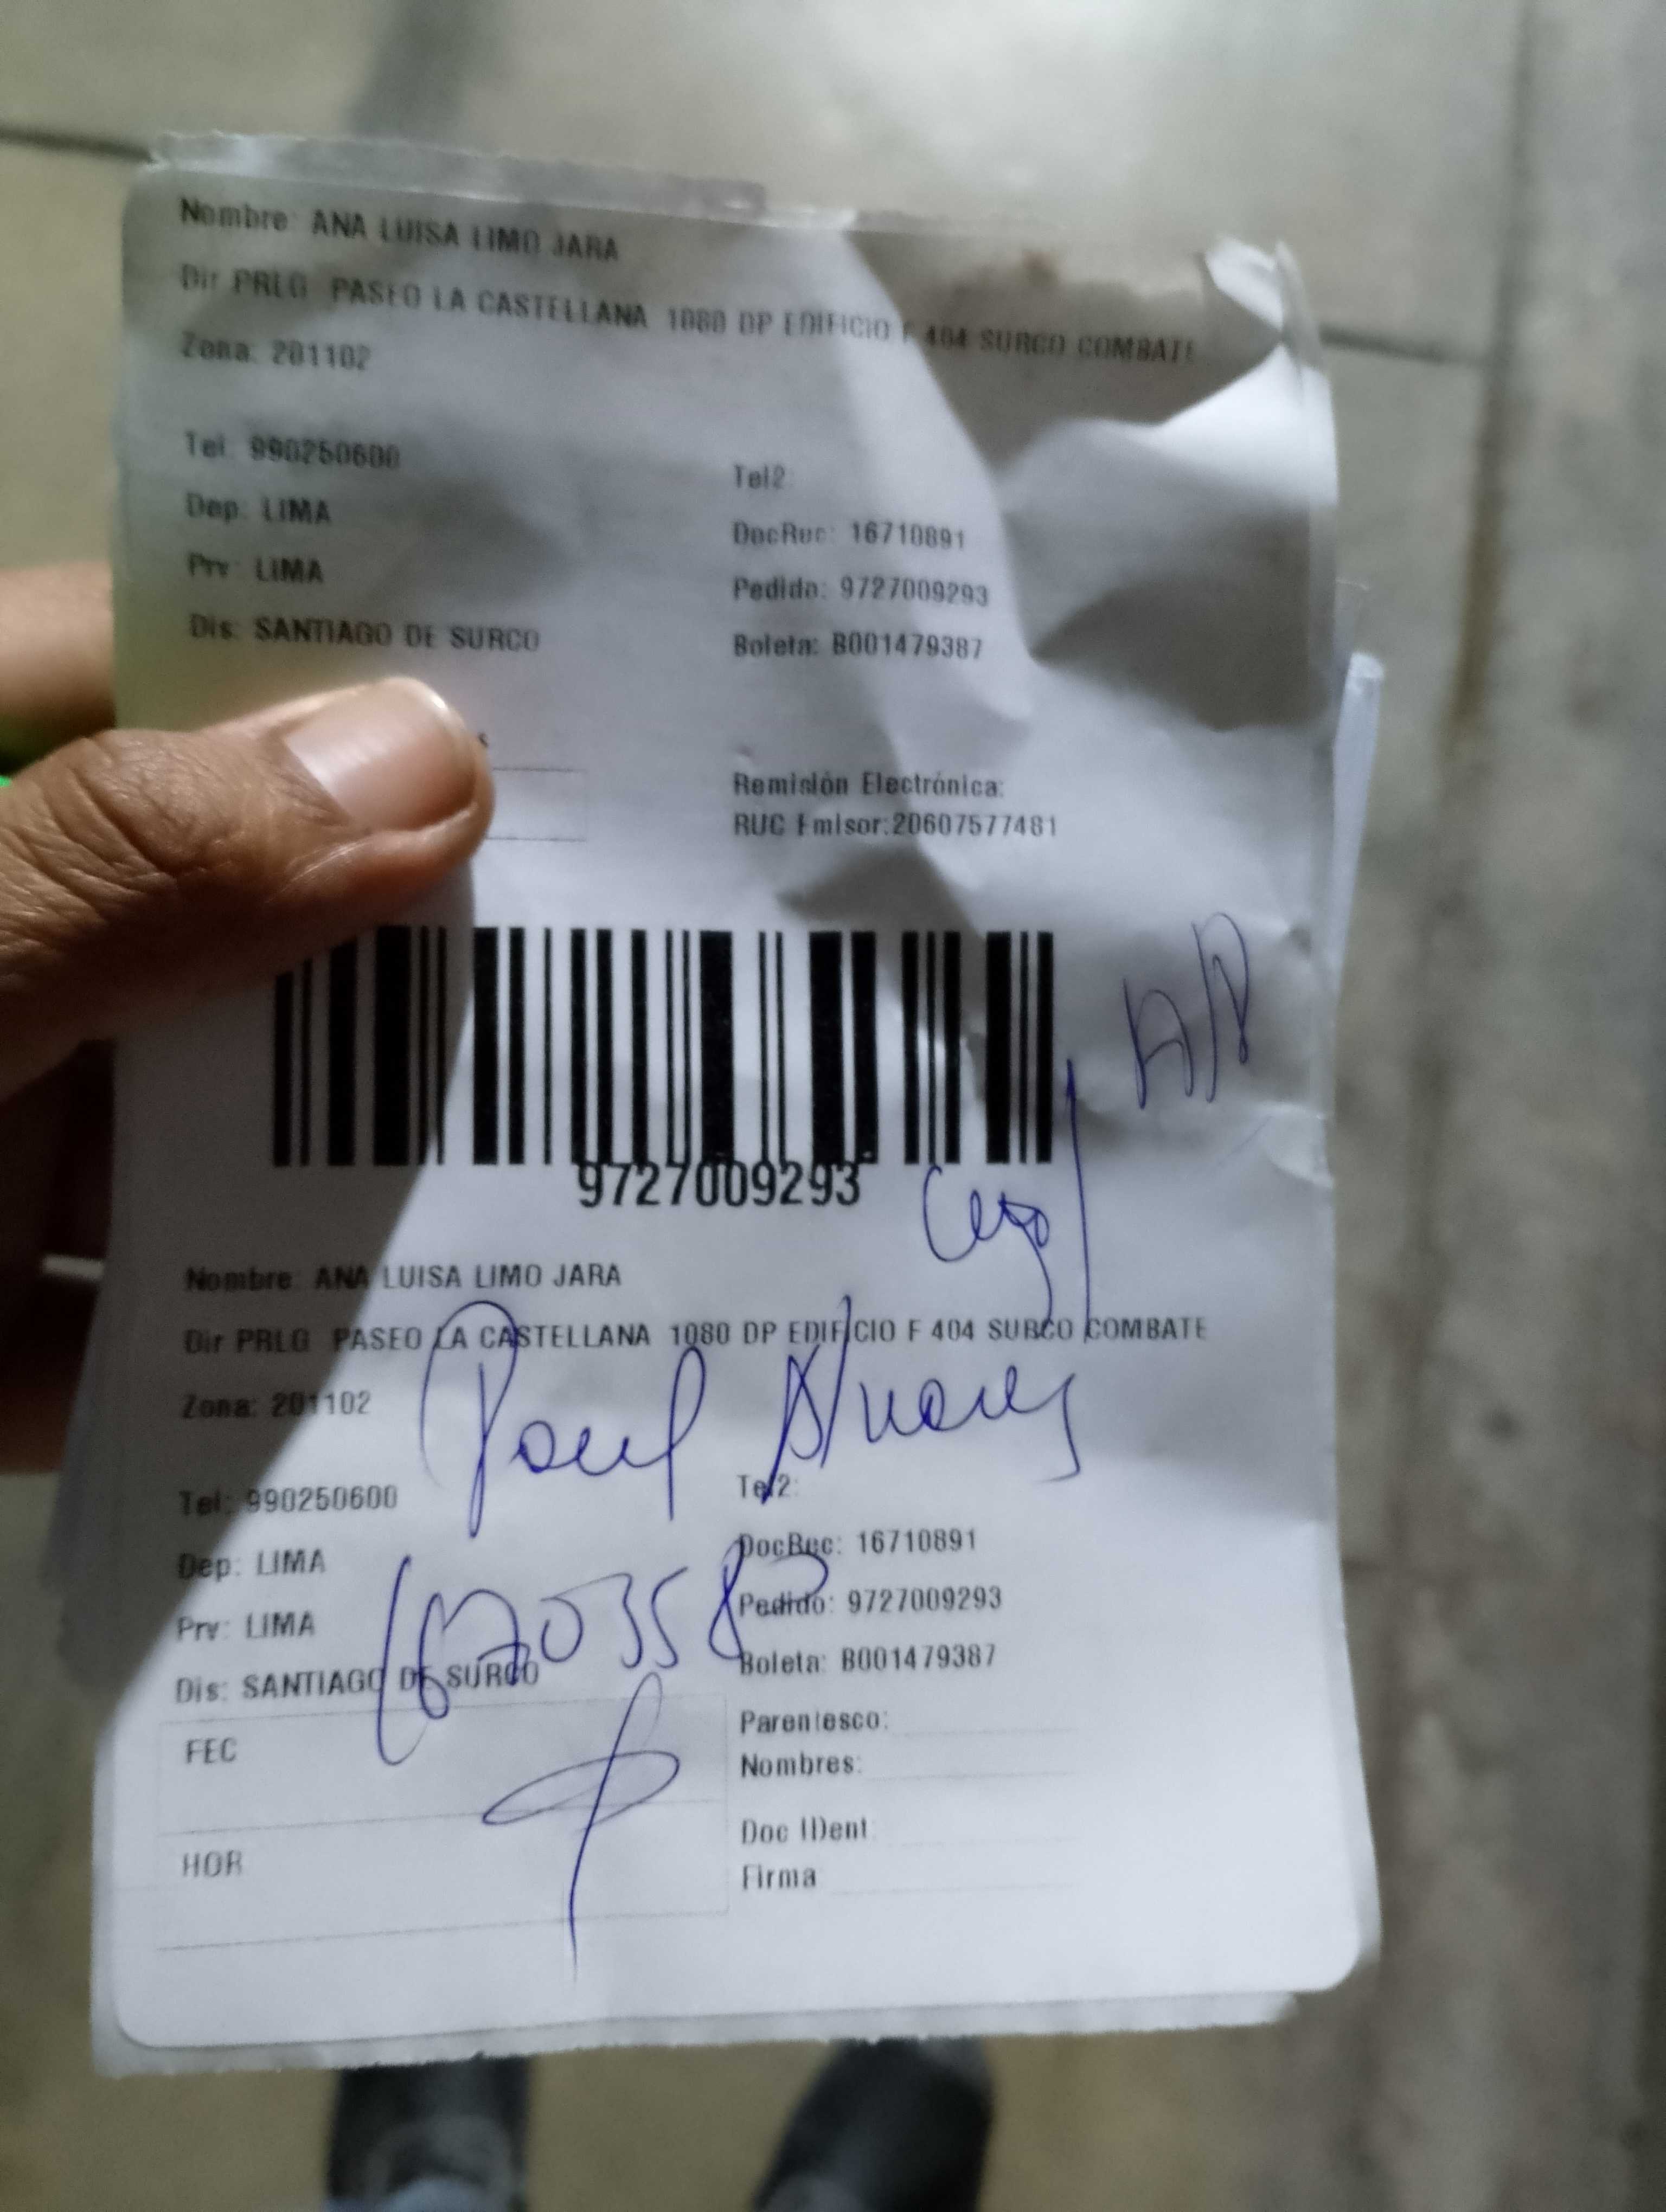 Nombre: ANA LUISA LIMO JARA
Dir PRLG PASEO LA CASTELLANA 1080 DP EDIFICIO F 404 SURCO COMBATE
Zona: 201102
Tel: 990250600
Tel2:
Dep: LIMA
DocRec: 16710891
Prv: LIMA
Pedido: 9727009293
Dis: SANTIAGO DE SURCO
Boleta: B001479387
Remisión Electrónica:
RUC Emisor:20607577481
9727009293
Nombre: ANA LUISA LIMO JARA
Dir PRLG PASEO LA CASTELLANA 1080 DP EDIFICIO F 404 SURCO COMBATE
Zona: 201102
Paul Alvarez
Tel: 990250600
Tel2:
Dep: LIMA
DocRec: 16710891
Prv: LIMA
Pedido: 9727009293
Dis: SANTIAGO DE SURCO
Boleta: B001479387
FEC
Parentesco:
Nombres:
HOR
Doc IDent:
Firma